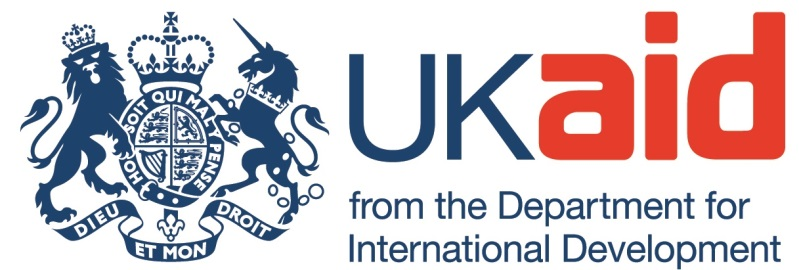 UKaid
from the Department for
International Development
HONI SOIT QUI MAL Y PENSE
DIEU ET MON DROIT